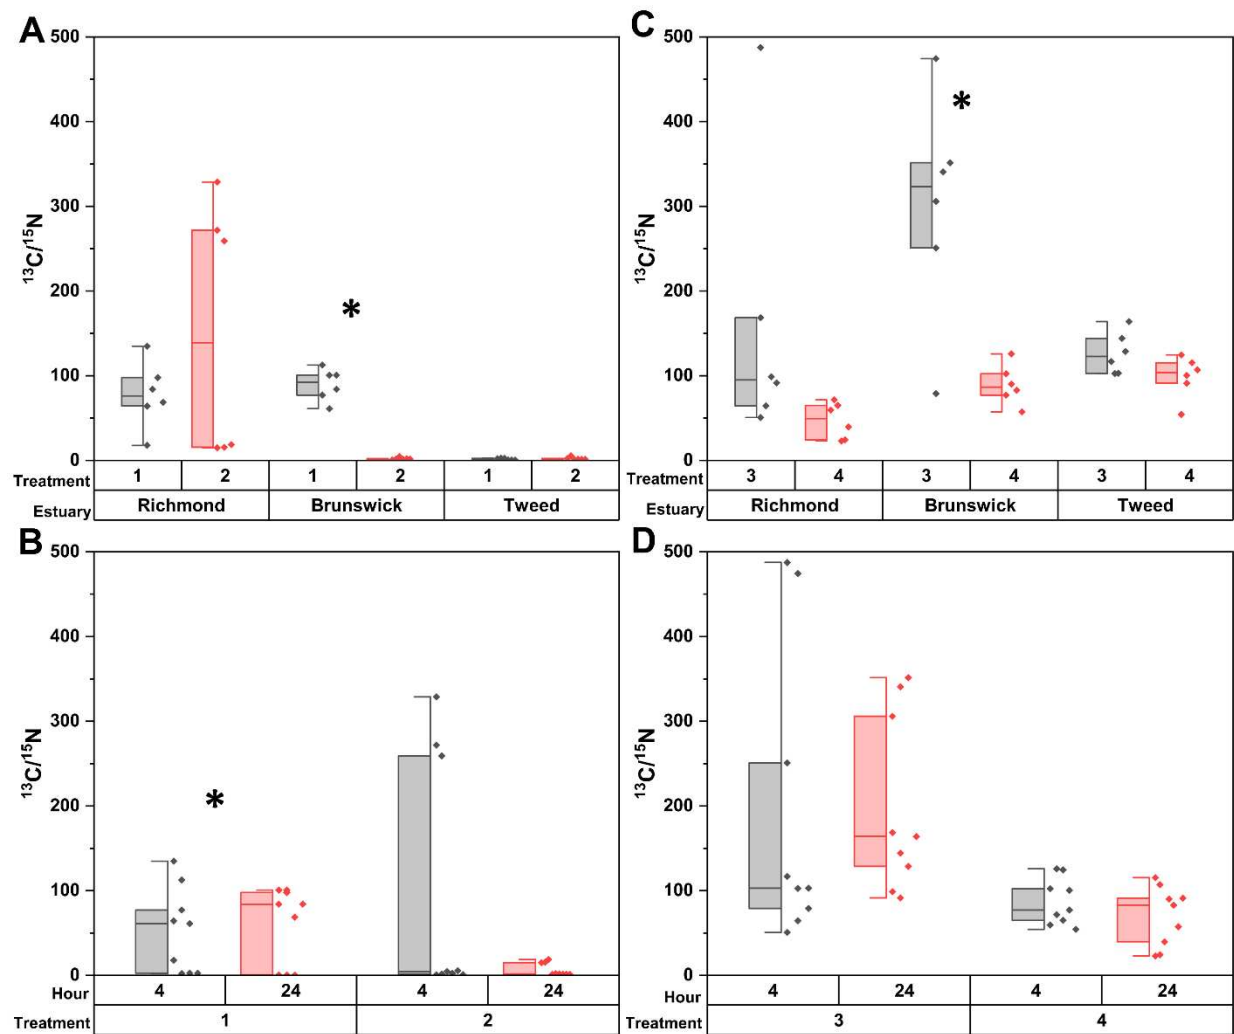 A
500
400
300
200
100
0
¹³C/¹⁵N
Treatment 1 2 1 2 1 2
Estuary Richmond Brunswick Tweed
*
C
500
400
300
200
100
0
¹³C/¹⁵N
Treatment 3 4 3 4 3 4
Estuary Richmond Brunswick Tweed
*
B
500
400
300
200
100
0
¹³C/¹⁵N
Hour 4 24 4 24
Treatment 1 2
*
D
500
400
300
200
100
0
¹³C/¹⁵N
Hour 4 24 4 24
Treatment 3 4